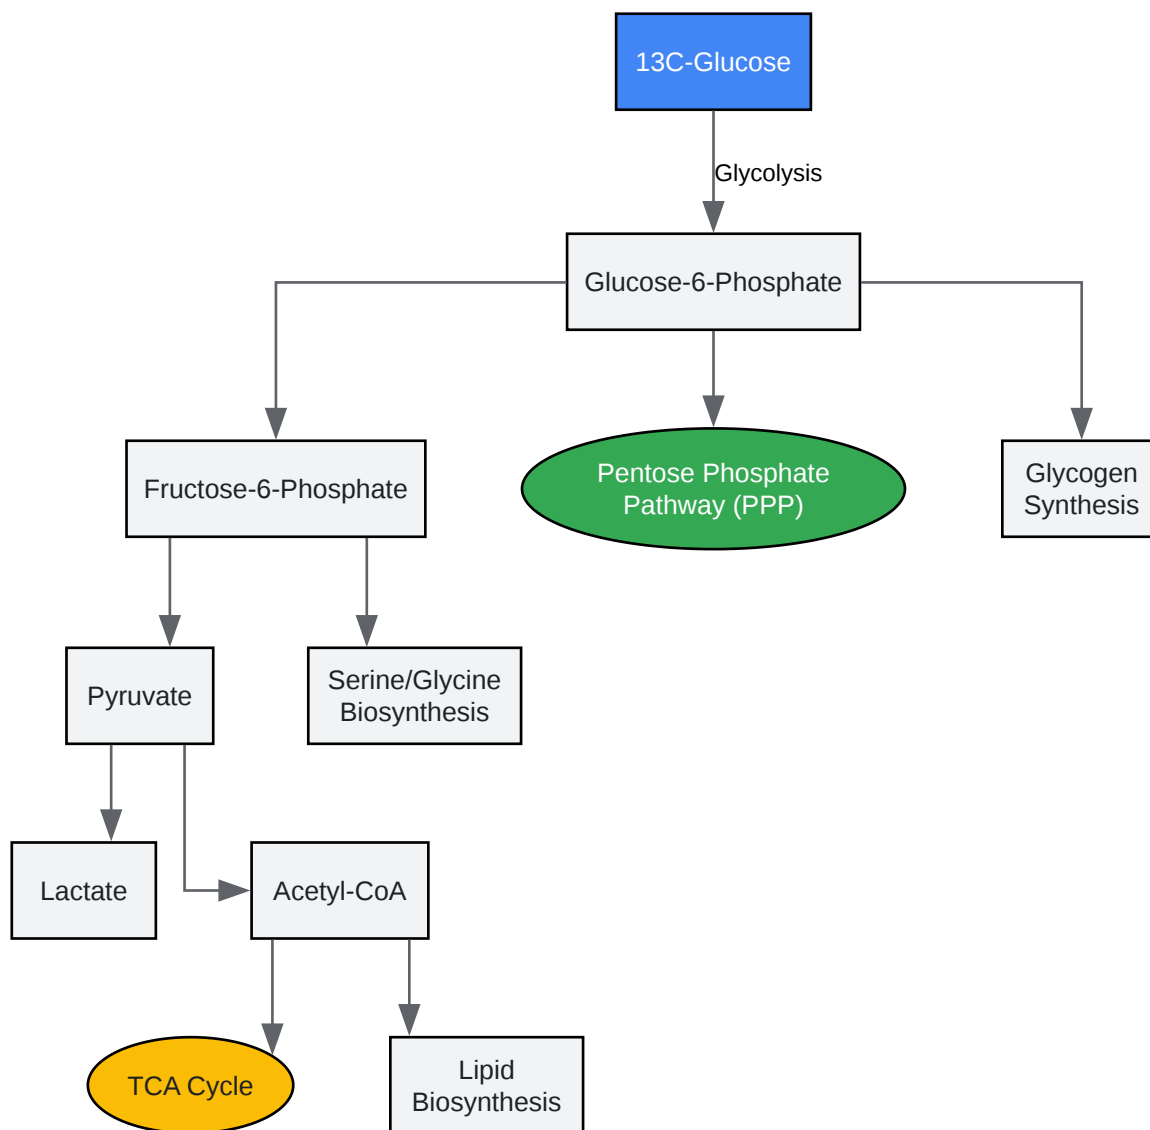 13C-Glucose
Glycolysis
Glucose-6-Phosphate
Fructose-6-Phosphate
Pentose Phosphate
Pathway (PPP)
Glycogen
Synthesis
Pyruvate
Serine/Glycine
Biosynthesis
Lactate
Acetyl-CoA
TCA Cycle
Lipid
Biosynthesis